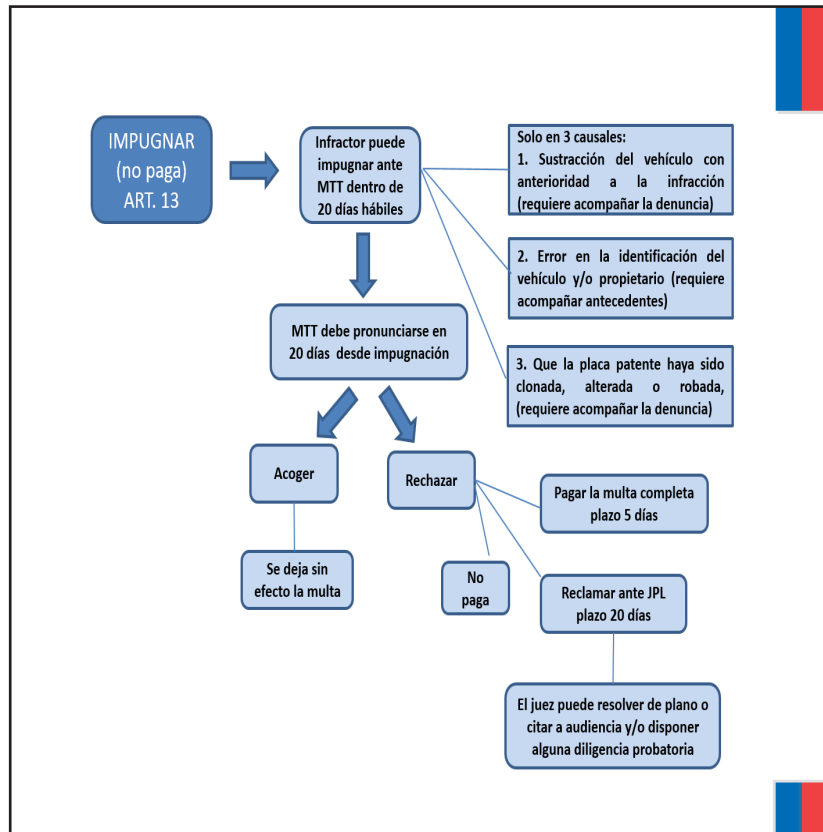 IMPUGNAR
(no paga)
ART. 13
Infractor puede
impugnar ante
MTT dentro de
20 días hábiles
Solo en 3 causales:
1. Sustracción del vehículo con
anterioridad a la infracción
(requiere acompañar la denuncia)
2. Error en la identificación del
vehículo y/o propietario (requiere
acompañar antecedentes)
3. Que la placa patente haya sido
clonada, alterada o robada,
(requiere acompañar la denuncia)
MTT debe pronunciarse en
20 días desde impugnación
Acoger
Rechazar
Se deja sin
efecto la multa
No
paga
Pagar la multa completa
plazo 5 días
Reclamar ante JPL
plazo 20 días
El juez puede resolver de plano o
citar a audiencia y/o disponer
alguna diligencia probatoria